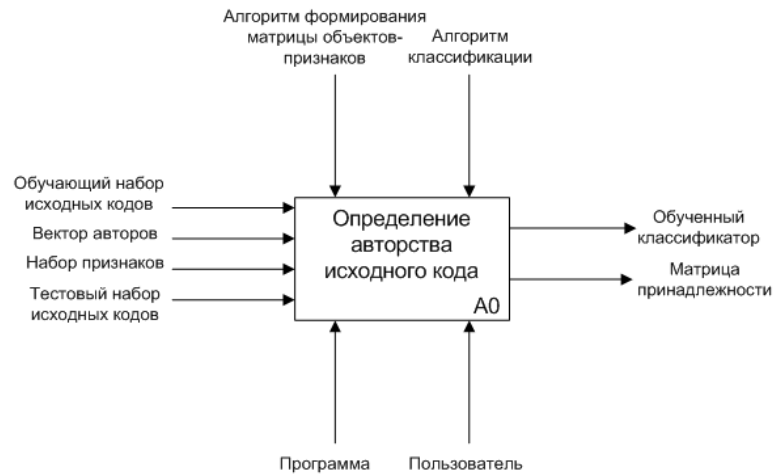 Алгоритм формирования
матрицы объектов-
признаков
Алгоритм
классификации
Обучающий набор
исходных кодов
Вектор авторов
Набор признаков
Тестовый набор
исходных кодов
Определение
авторства
исходного кода
A0
Обученный
классификатор
Матрица
принадлежности
Программа
Пользователь